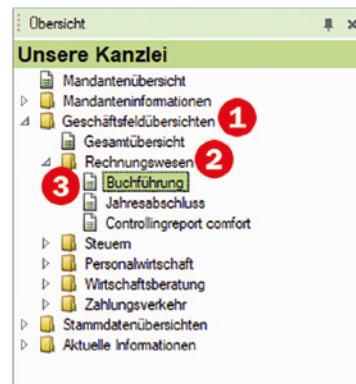 Übersicht
Unsere Kanzlei
Mandantenübersicht
Mandanteninformationen
Geschäftsfeldübersichten 1
Gesamtübersicht
Rechnungswesen 2
3 Buchführung
Jahresabschluss
Controllingreport comfort
Steuern
Personalwirtschaft
Wirtschaftsberatung
Zahlungsverkehr
Stammdatenübersichten
Aktuelle Informationen